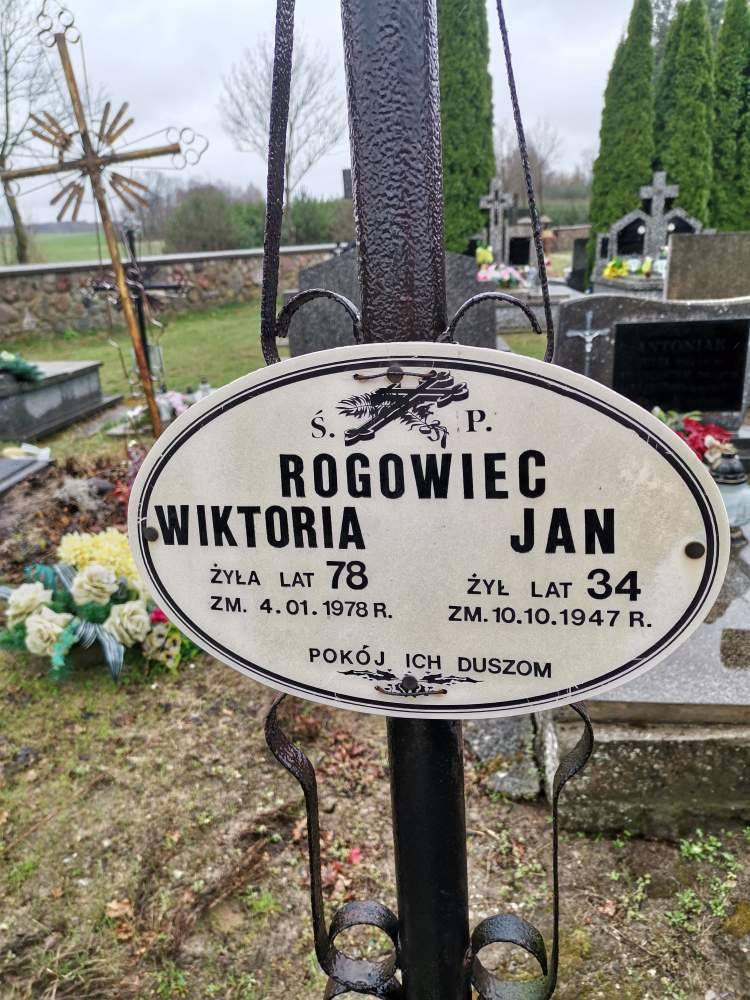 Ś. P.
ROGOWIEC
WIKTORIA JAN
ŻYŁA LAT 78 ŻYŁ LAT 34
ZM. 4.01.1978 R. ZM. 10.10.1947 R.
POKÓJ ICH DUSZOM
ANTONIAK